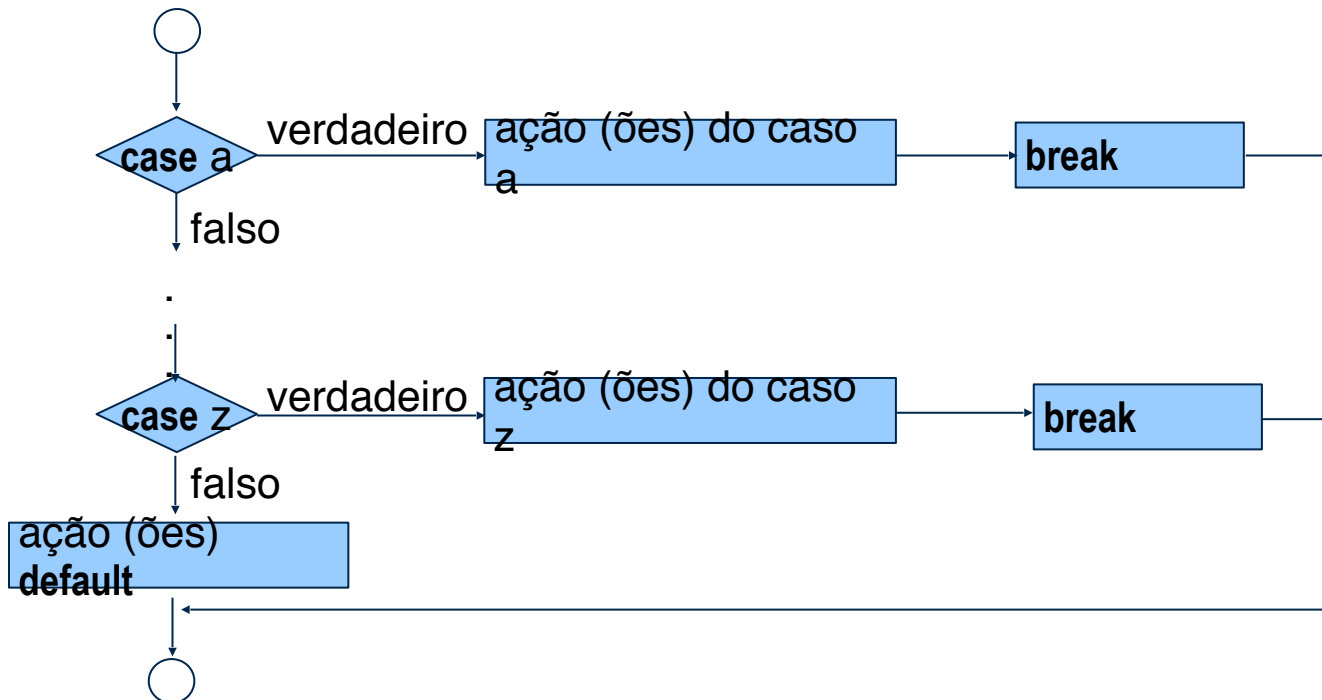 case a
verdadeiro
ação (ões) do caso
a
break
falso
.
.
.
case z
verdadeiro
ação (ões) do caso
z
break
falso
ação (ões)
default